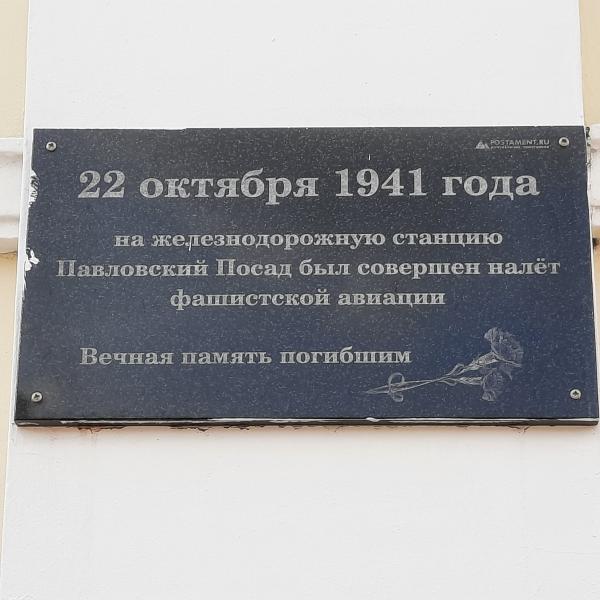 POSTAMENT.RU
22 октября 1941 года
на железнодорожную станцию
Павловский Посад был совершен налёт
фашистской авиации
Вечная память погибшим